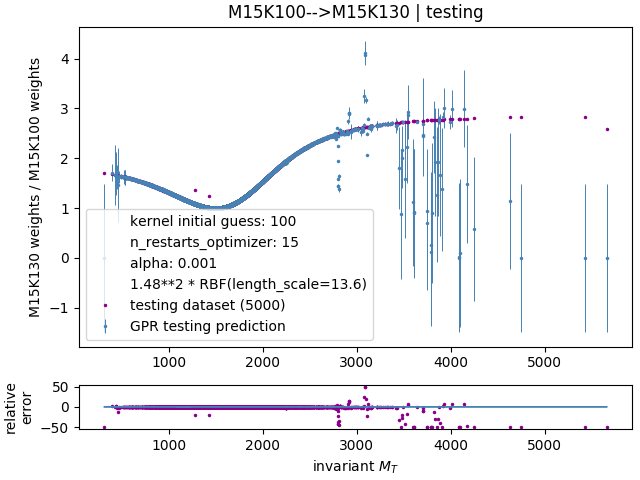 M15K100-->M15K130 | testing
M15K130 weights / M15K100 weights
4
3
2
1
0
−1
kernel initial guess: 100
n_restarts_optimizer: 15
alpha: 0.001
1.48**2 * RBF(length_scale=13.6)
testing dataset (5000)
GPR testing prediction
1000 2000 3000 4000 5000
relative
error
50
0
−50
1000 2000 3000 4000 5000
invariant M_T